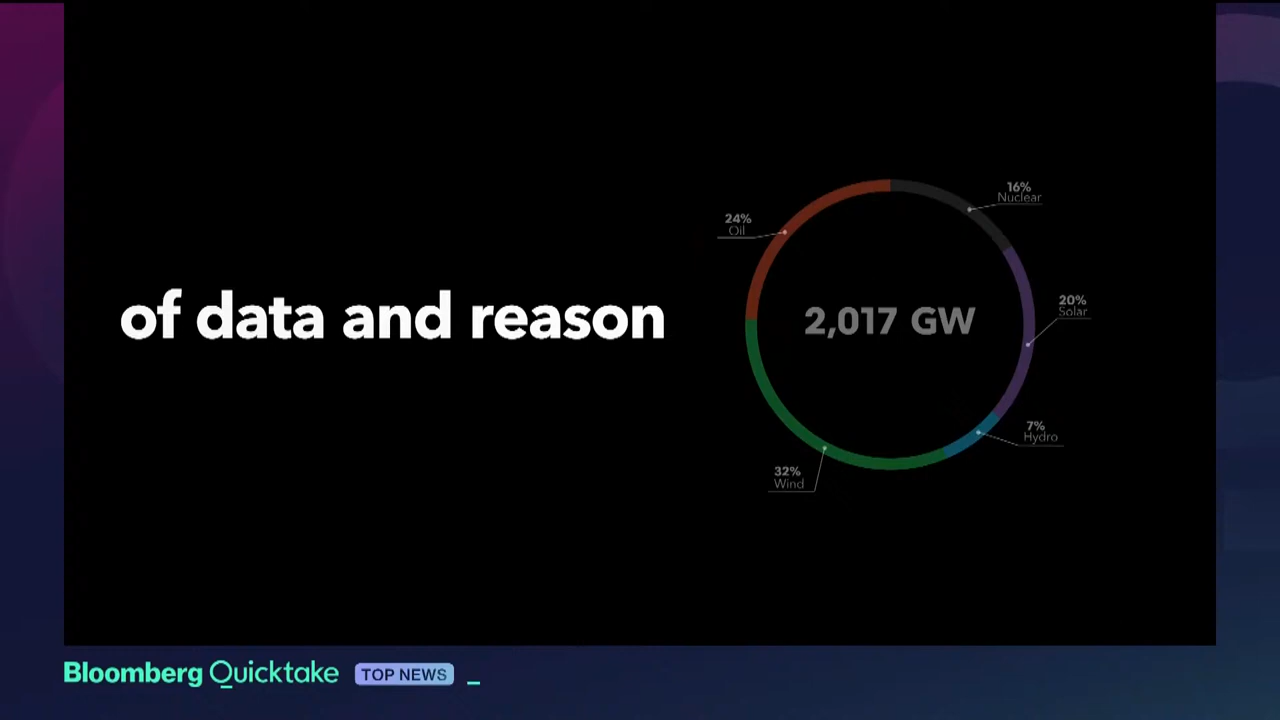 of data and reason
24%
Oil
16%
Nuclear
20%
Solar
2,017 GW
7%
Hydro
32%
Wind
Bloomberg Quicktake TOP NEWS _